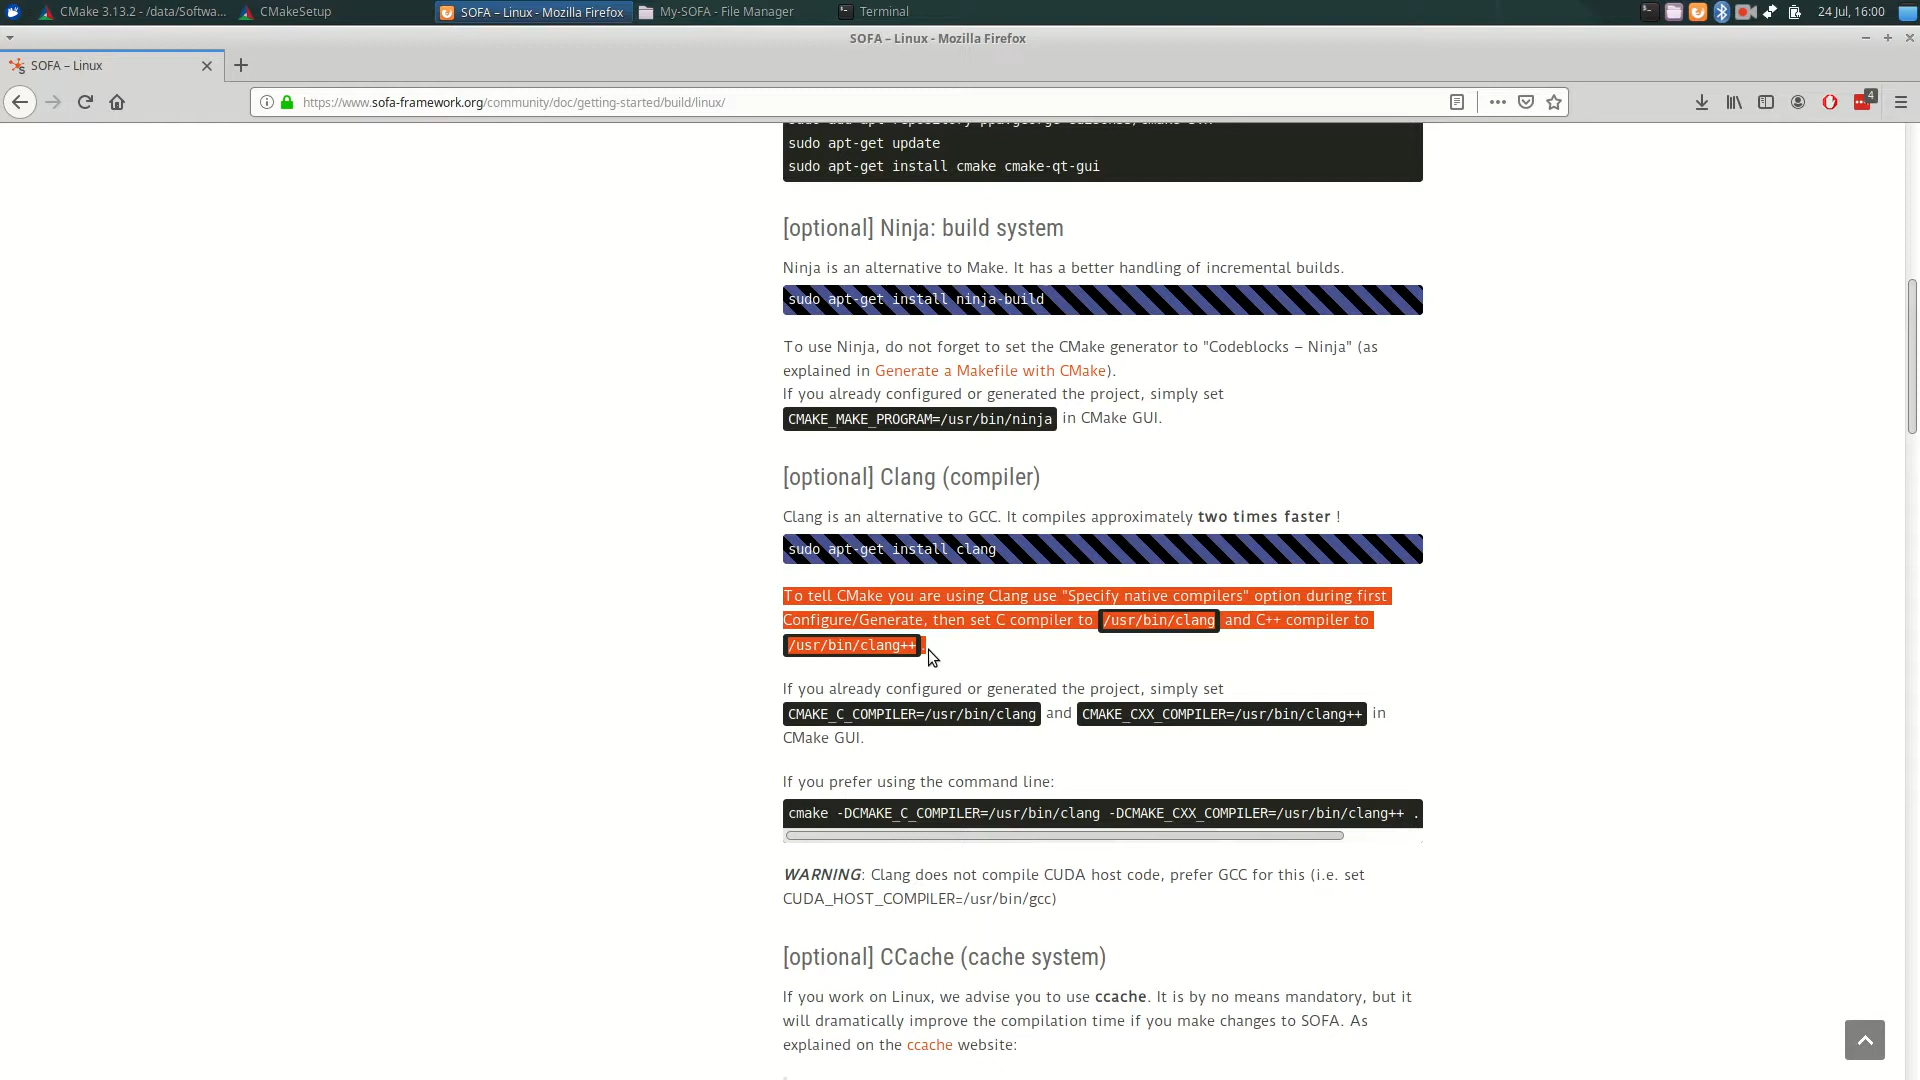 CMake 3.13.2 - /data/Softwa...
CMakeSetup
SOFA – Linux - Mozilla Firefox
My-SOFA - File Manager
Terminal
24 Jul, 16:00
SOFA – Linux - Mozilla Firefox
SOFA – Linux
https://www.sofa-framework.org/community/doc/getting-started/build/linux/
4
sudo apt-get update
sudo apt-get install cmake cmake-qt-gui
[optional] Ninja: build system
Ninja is an alternative to Make. It has a better handling of incremental builds.
sudo apt-get install ninja-build
To use Ninja, do not forget to set the CMake generator to "Codeblocks – Ninja" (as
explained in Generate a Makefile with CMake).
If you already configured or generated the project, simply set
CMAKE_MAKE_PROGRAM=/usr/bin/ninja in CMake GUI.
[optional] Clang (compiler)
Clang is an alternative to GCC. It compiles approximately two times faster !
sudo apt-get install clang
To tell CMake you are using Clang use "Specify native compilers" option during first
Configure/Generate, then set C compiler to /usr/bin/clang and C++ compiler to
/usr/bin/clang++.
If you already configured or generated the project, simply set
CMAKE_C_COMPILER=/usr/bin/clang and CMAKE_CXX_COMPILER=/usr/bin/clang++ in
CMake GUI.
If you prefer using the command line:
cmake -DCMAKE_C_COMPILER=/usr/bin/clang -DCMAKE_CXX_COMPILER=/usr/bin/clang++ .
WARNING: Clang does not compile CUDA host code, prefer GCC for this (i.e. set
CUDA_HOST_COMPILER=/usr/bin/gcc)
[optional] CCache (cache system)
If you work on Linux, we advise you to use ccache. It is by no means mandatory, but it
will dramatically improve the compilation time if you make changes to SOFA. As
explained on the ccache website: